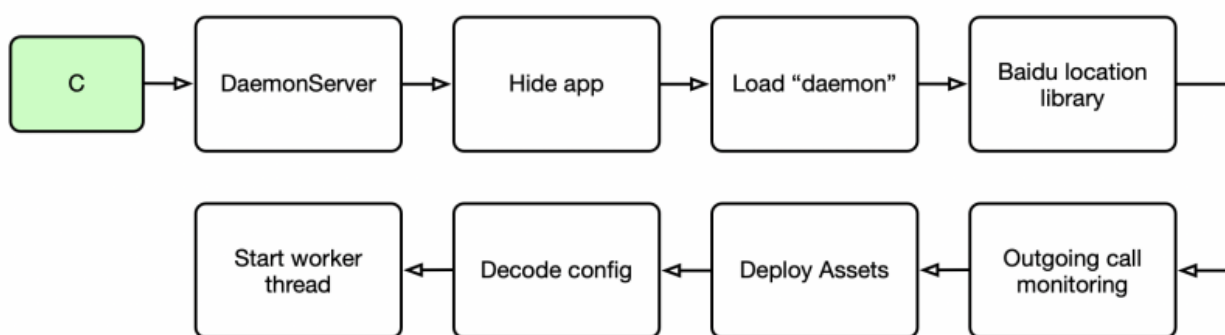 C
DaemonServer
Hide app
Load “daemon”
Baidu location
library
Outgoing call
monitoring
Deploy Assets
Decode config
Start worker
thread